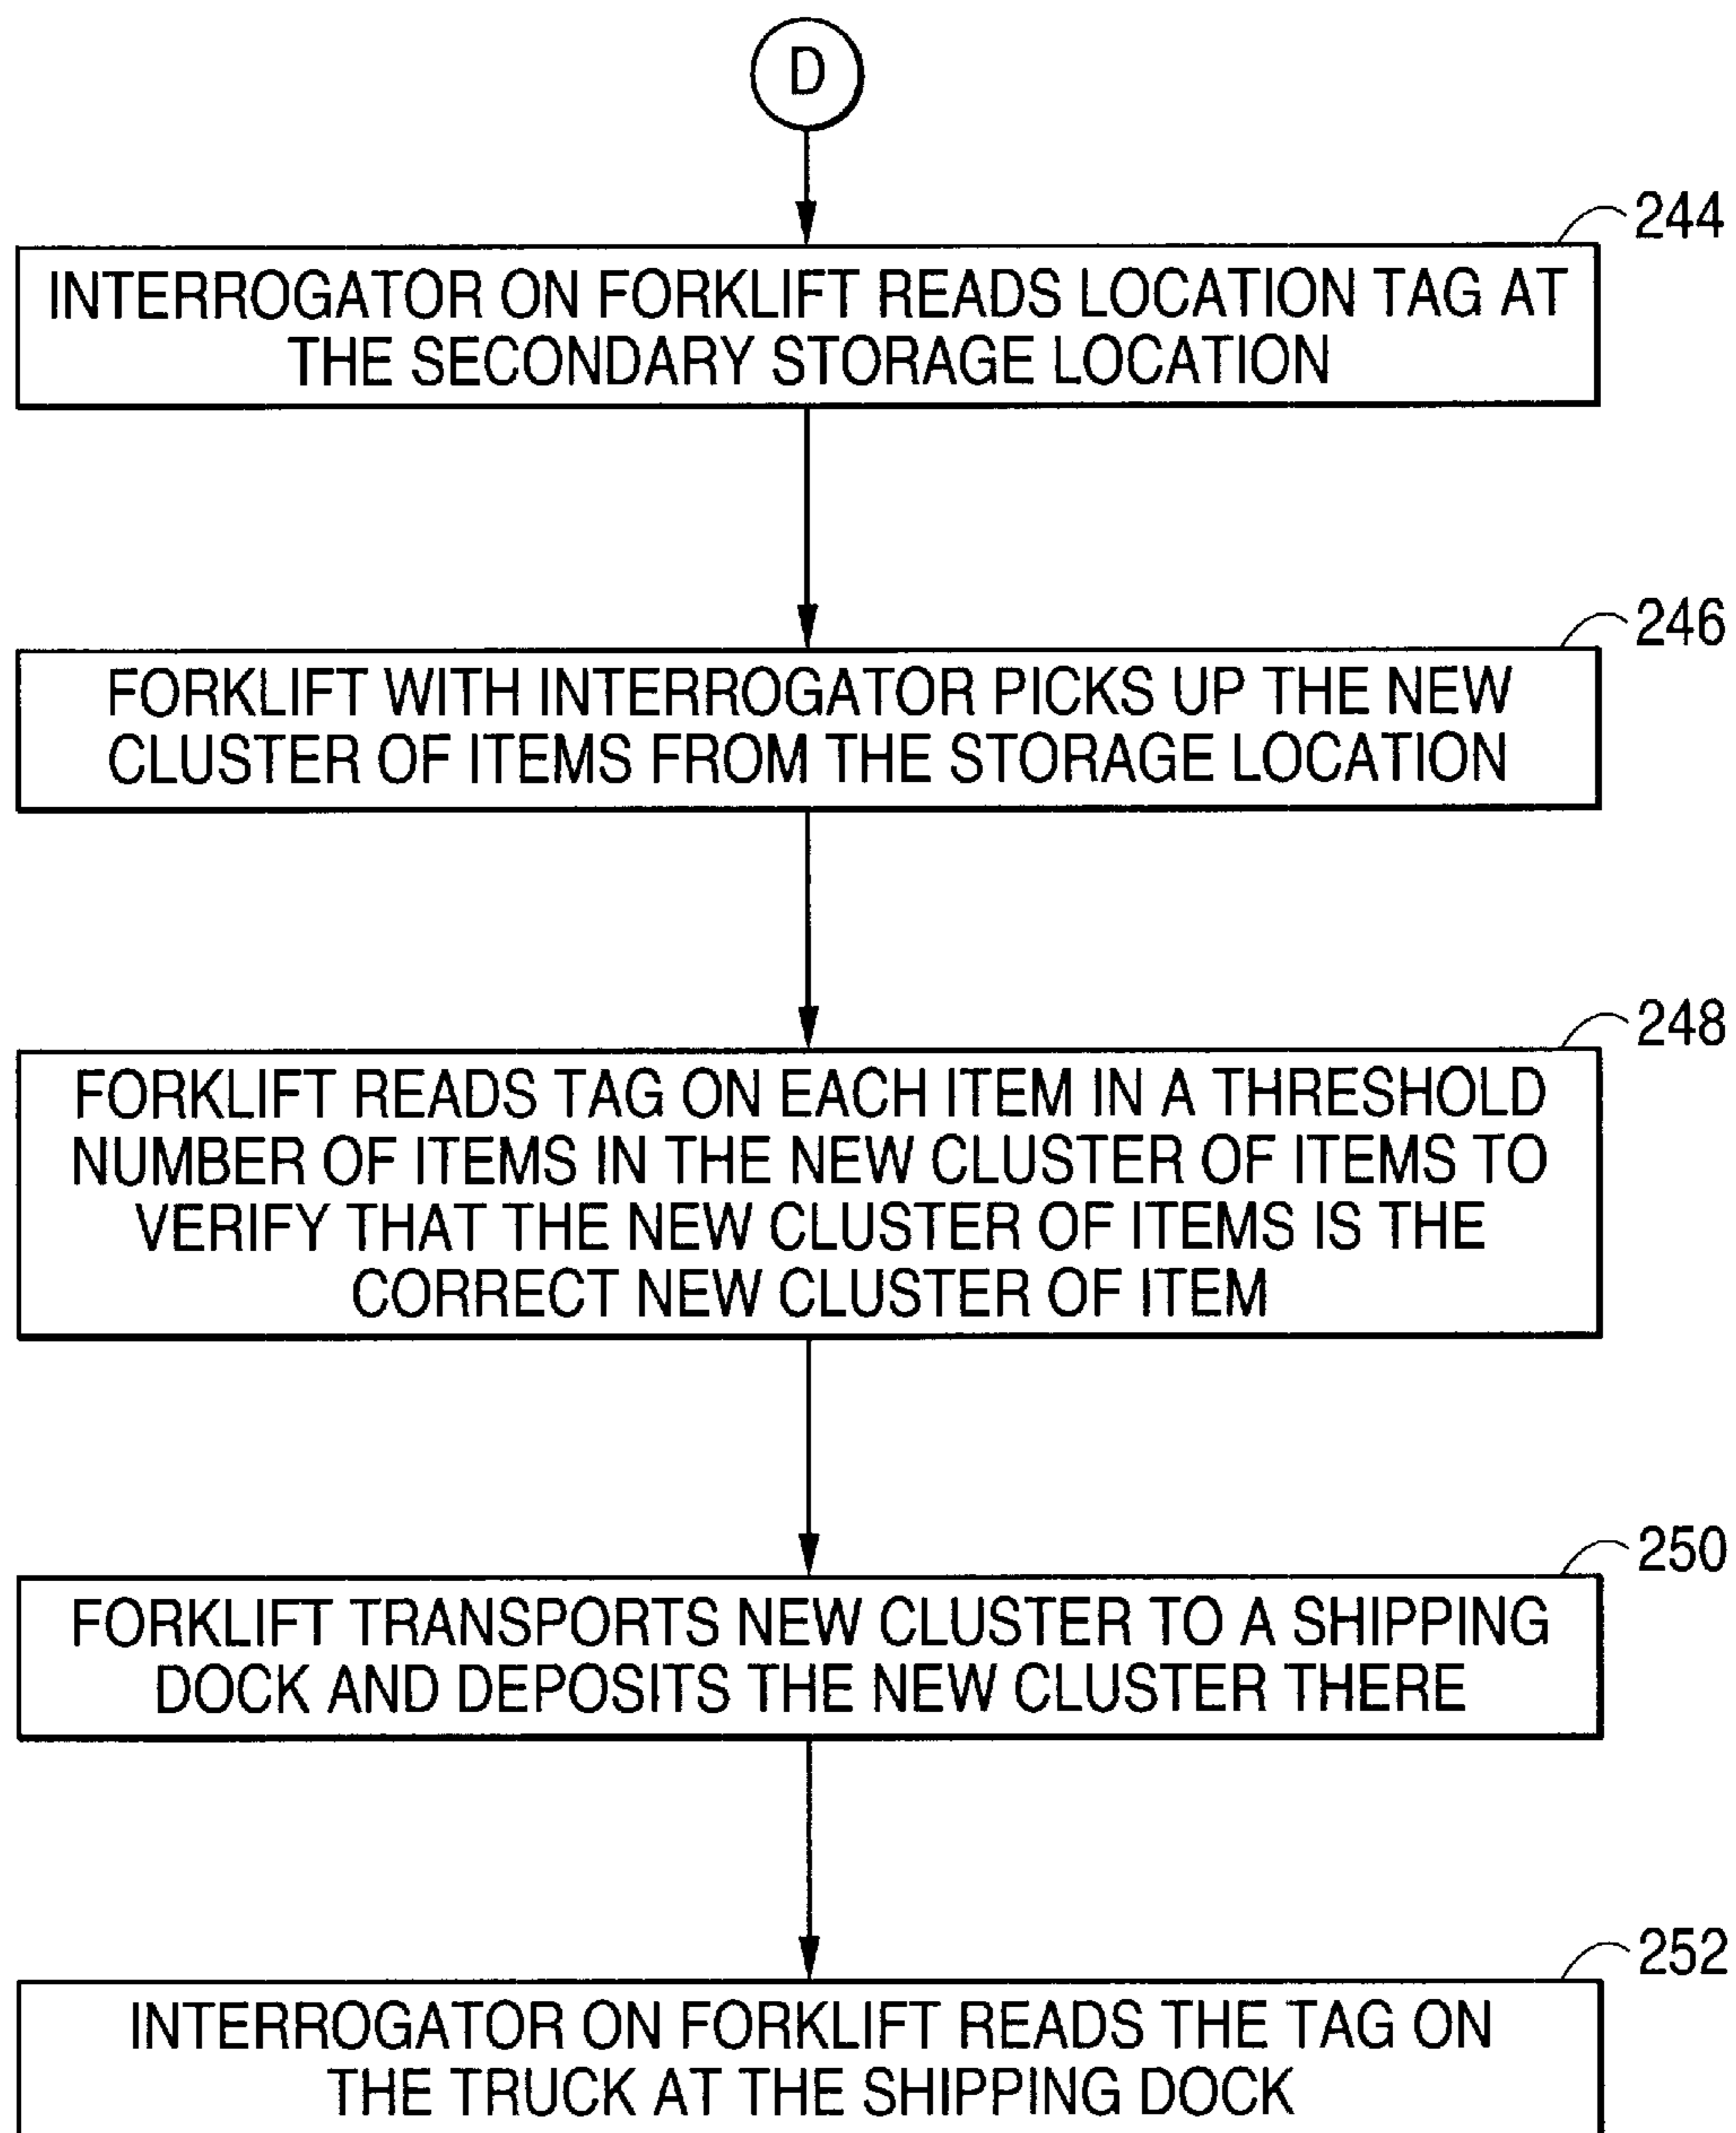 D
244
INTERROGATOR ON FORKLIFT READS LOCATION TAG AT
THE SECONDARY STORAGE LOCATION
246
FORKLIFT WITH INTERROGATOR PICKS UP THE NEW
CLUSTER OF ITEMS FROM THE STORAGE LOCATION
248
FORKLIFT READS TAG ON EACH ITEM IN A THRESHOLD
NUMBER OF ITEMS IN THE NEW CLUSTER OF ITEMS TO
VERIFY THAT THE NEW CLUSTER OF ITEMS IS THE
CORRECT NEW CLUSTER OF ITEM
250
FORKLIFT TRANSPORTS NEW CLUSTER TO A SHIPPING
DOCK AND DEPOSITS THE NEW CLUSTER THERE
252
INTERROGATOR ON FORKLIFT READS THE TAG ON
THE TRUCK AT THE SHIPPING DOCK